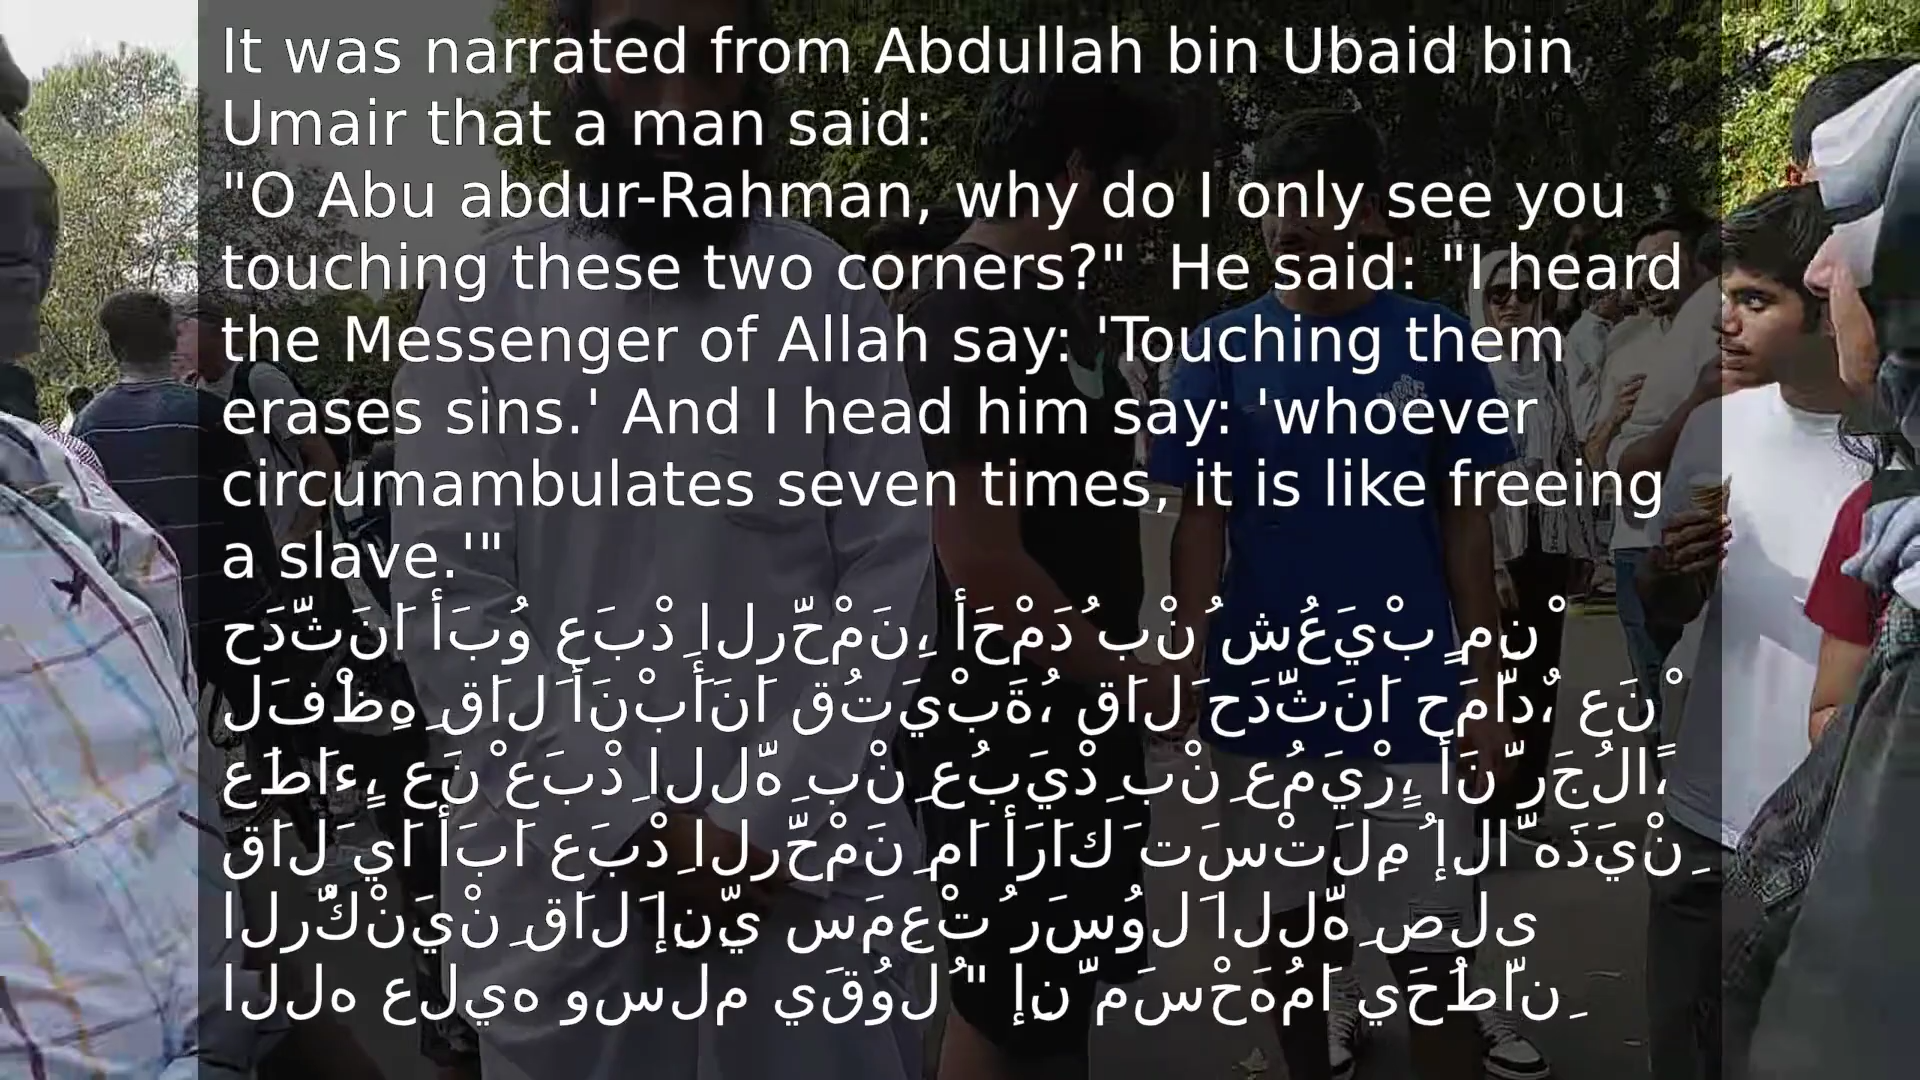 It was narrated from Abdullah bin Ubaid bin
Umair that a man said:
"O Abu abdur-Rahman, why do I only see you
touching these two corners?"  He said: "I heard
the Messenger of Allah say: 'Touching them
erases sins.' And I head him say: 'whoever
circumambulates seven times, it is like freeing
a slave.'"
حَدَّثَنَا أَبُو عَبْدِ الرَّحْمَنِ، أَحْمَدُ بْنُ شُعَيْبٍ مِنْ
لَفْظِهِ قَالَ أَنْبَأَنَا قُتَيْبَةُ، قَالَ حَدَّثَنَا حَمَّادٌ، عَنْ
عَطَاءٍ، عَنْ عَبْدِ اللَّهِ بْنِ عُبَيْدِ بْنِ عُمَيْرٍ، أَنَّ رَجُلاً،
قَالَ يَا أَبَا عَبْدِ الرَّحْمَنِ مَا أَرَاكَ تَسْتَلِمُ إِلاَّ هَذَيْنِ
الرُّكْنَيْنِ قَالَ إِنِّي سَمِعْتُ رَسُولَ اللَّهِ صلى
الله عليه وسلم يَقُولُ " إِنَّ مَسْحَهُمَا يَحُطَّانِ